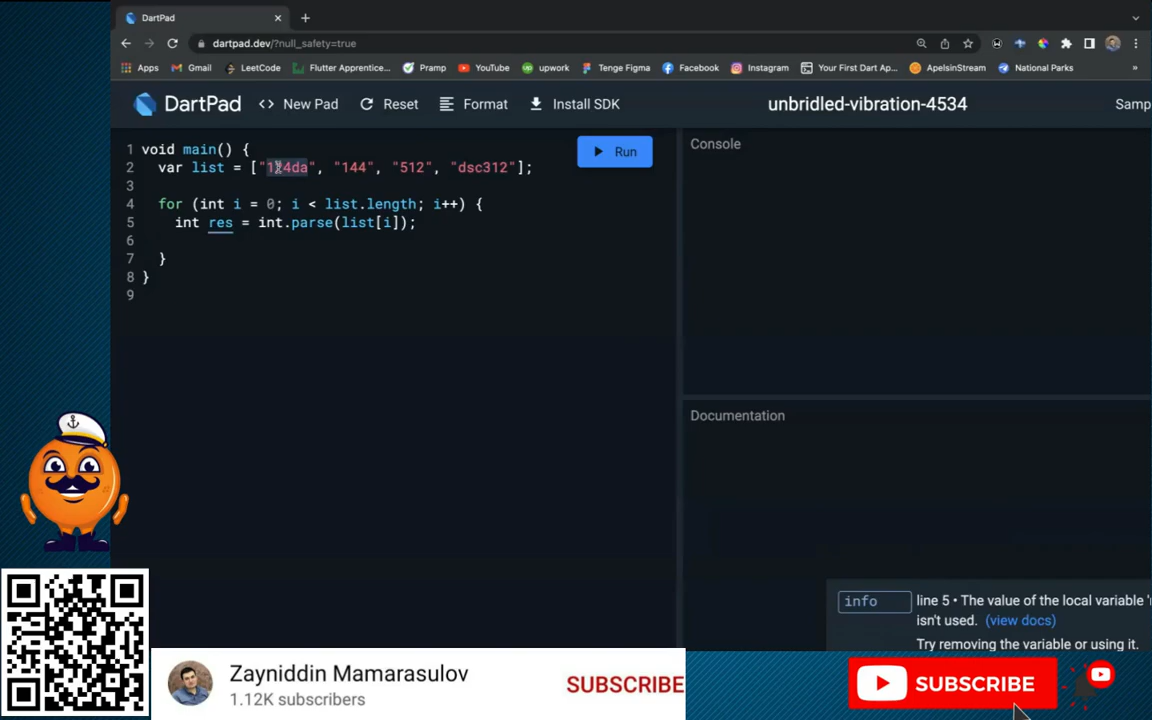 DartPad
dartpad.dev/?null_safety=true
Apps Gmail LeetCode Flutter Apprentice... Pramp YouTube upwork Tenge Figma Facebook Instagram Your First Dart Ap... ApelsinStream National Parks »
DartPad <> New Pad Reset Format Install SDK unbridled-vibration-4534 Samp
1 void main() {
2 var list = [" ", "144", "512", "dsc312"];
3
4 for (int i = 0; i < list.length; i++) {
5 int res = int.parse(list[i]);
6
7 }
8 }
9
Run
Console
Documentation
info line 5 • The value of the local variable '
isn't used. (view docs)
Try removing the variable or using it.
Zayniddin Mamarasulov
1.12K subscribers
SUBSCRIBE
SUBSCRIBE